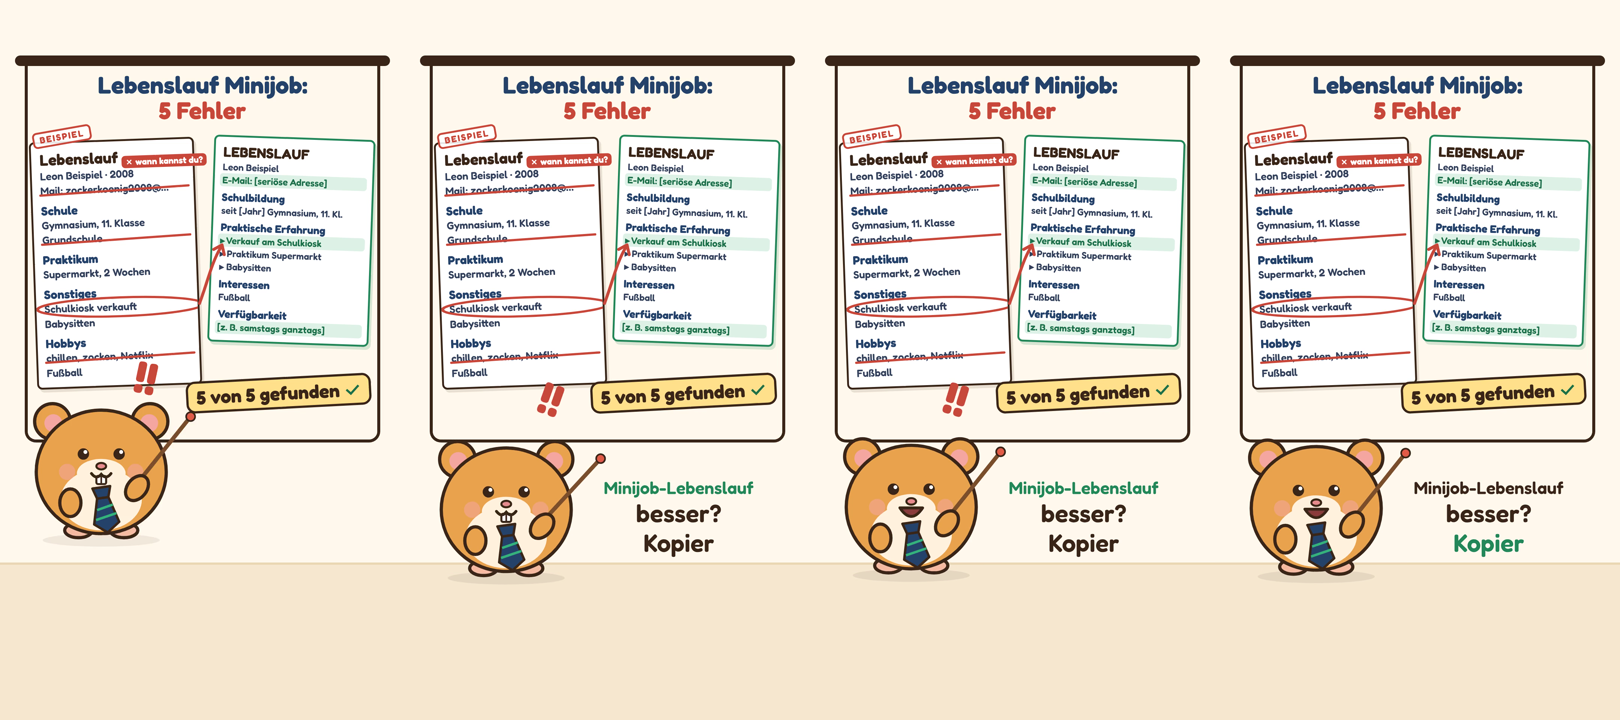 Lebenslauf Minijob:
5 Fehler
BEISPIEL
Lebenslauf
× wann kannst du?
Leon Beispiel · 2008
Mail: zockerkoenig2008@...
Schule
Gymnasium, 11. Klasse
Grundschule
Praktikum
Supermarkt, 2 Wochen
Sonstiges
Schulkiosk verkauft
Babysitten
Hobbys
chillen, zocken, Netflix
Fußball
!!
LEBENSLAUF
Leon Beispiel
E-Mail: [seriöse Adresse]
Schulbildung
seit [Jahr] Gymnasium, 11. Kl.
Praktische Erfahrung
▸ Verkauf am Schulkiosk
▸ Praktikum Supermarkt
▸ Babysitten
Interessen
Fußball
Verfügbarkeit
[z. B. samstags ganztags]
5 von 5 gefunden ✓
Lebenslauf Minijob:
5 Fehler
BEISPIEL
Lebenslauf
× wann kannst du?
Leon Beispiel · 2008
Mail: zockerkoenig2008@...
Schule
Gymnasium, 11. Klasse
Grundschule
Praktikum
Supermarkt, 2 Wochen
Sonstiges
Schulkiosk verkauft
Babysitten
Hobbys
chillen, zocken, Netflix
Fußball
!!
LEBENSLAUF
Leon Beispiel
E-Mail: [seriöse Adresse]
Schulbildung
seit [Jahr] Gymnasium, 11. Kl.
Praktische Erfahrung
▸ Verkauf am Schulkiosk
▸ Praktikum Supermarkt
▸ Babysitten
Interessen
Fußball
Verfügbarkeit
[z. B. samstags ganztags]
5 von 5 gefunden ✓
Minijob-Lebenslauf
besser?
Kopier
Lebenslauf Minijob:
5 Fehler
BEISPIEL
Lebenslauf
× wann kannst du?
Leon Beispiel · 2008
Mail: zockerkoenig2008@...
Schule
Gymnasium, 11. Klasse
Grundschule
Praktikum
Supermarkt, 2 Wochen
Sonstiges
Schulkiosk verkauft
Babysitten
Hobbys
chillen, zocken, Netflix
Fußball
!!
LEBENSLAUF
Leon Beispiel
E-Mail: [seriöse Adresse]
Schulbildung
seit [Jahr] Gymnasium, 11. Kl.
Praktische Erfahrung
▸ Verkauf am Schulkiosk
▸ Praktikum Supermarkt
▸ Babysitten
Interessen
Fußball
Verfügbarkeit
[z. B. samstags ganztags]
5 von 5 gefunden ✓
Minijob-Lebenslauf
besser?
Kopier
Lebenslauf Minijob:
5 Fehler
BEISPIEL
Lebenslauf
× wann kannst du?
Leon Beispiel · 2008
Mail: zockerkoenig2008@...
Schule
Gymnasium, 11. Klasse
Grundschule
Praktikum
Supermarkt, 2 Wochen
Sonstiges
Schulkiosk verkauft
Babysitten
Hobbys
chillen, zocken, Netflix
Fußball
LEBENSLAUF
Leon Beispiel
E-Mail: [seriöse Adresse]
Schulbildung
seit [Jahr] Gymnasium, 11. Kl.
Praktische Erfahrung
▸ Verkauf am Schulkiosk
▸ Praktikum Supermarkt
▸ Babysitten
Interessen
Fußball
Verfügbarkeit
[z. B. samstags ganztags]
5 von 5 gefunden ✓
Minijob-Lebenslauf
besser?
Kopier